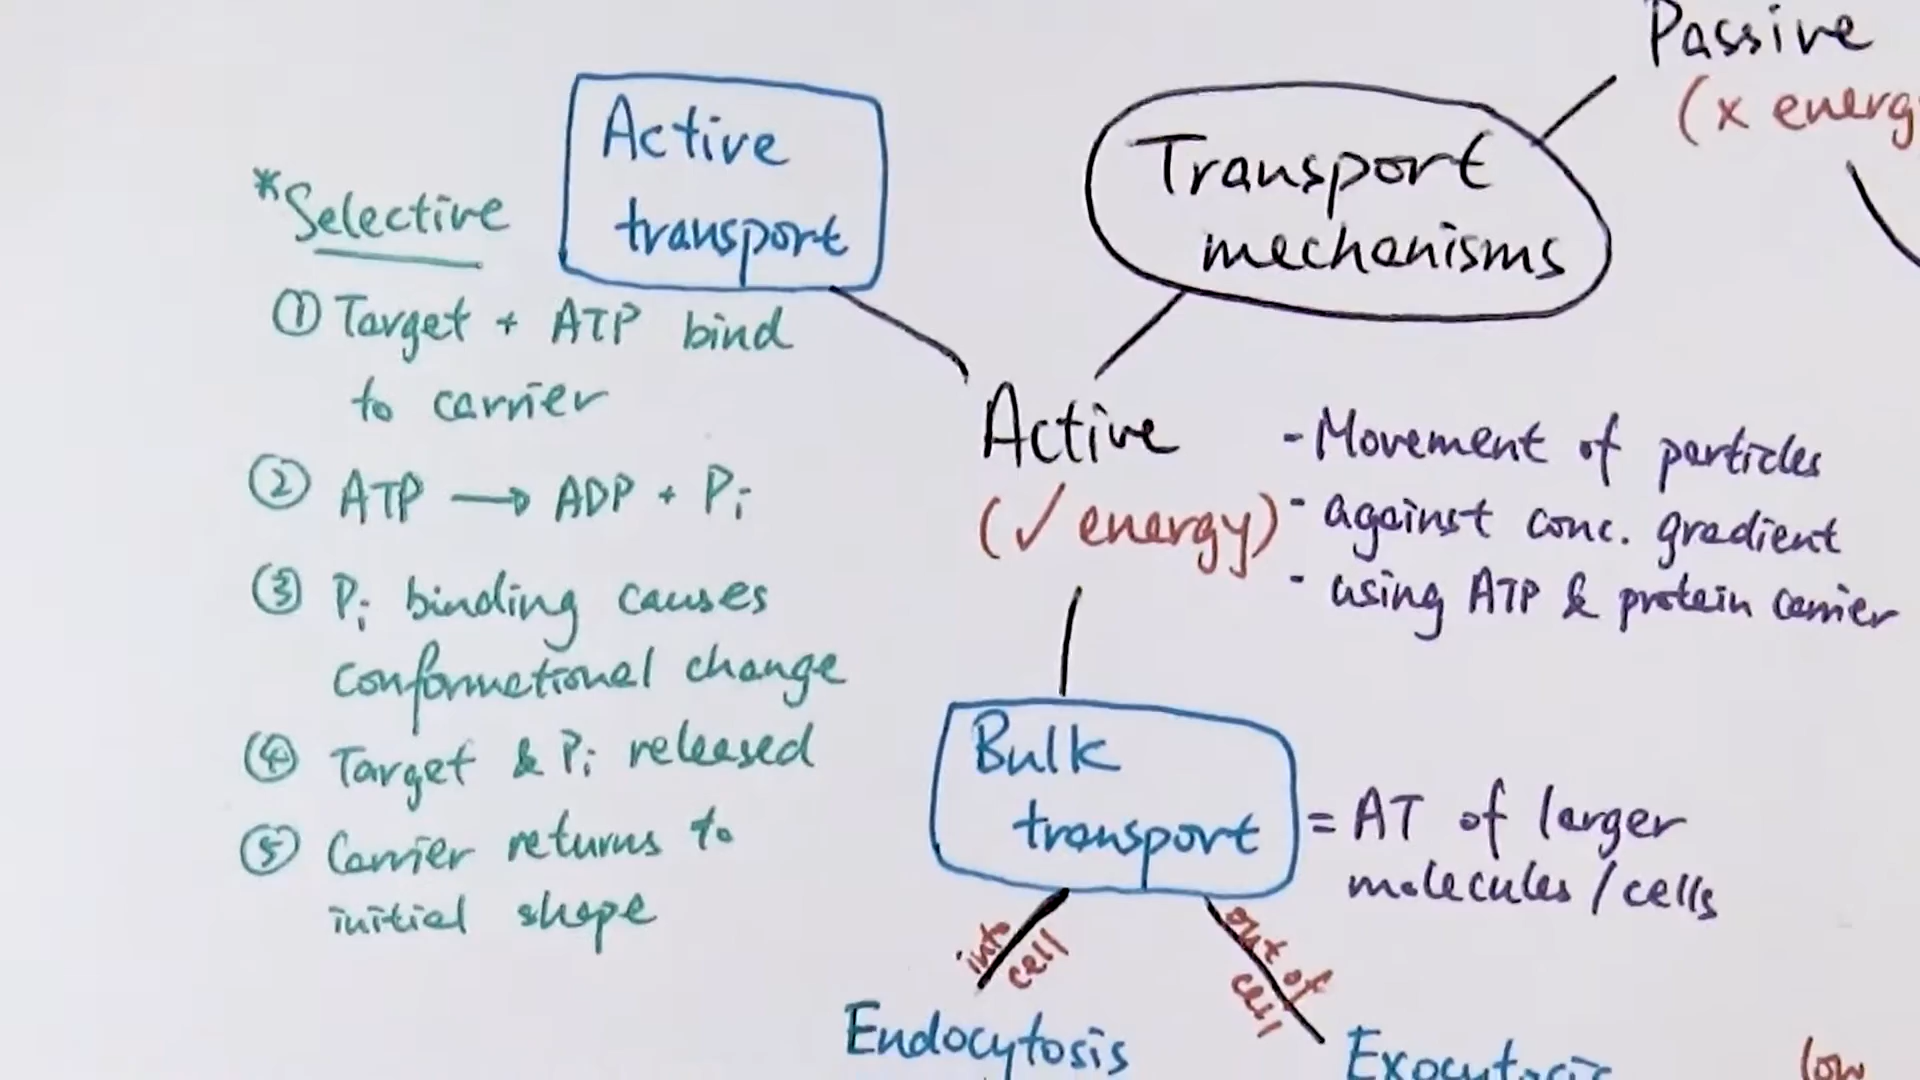 Passive
(x energ
Transport
mechanisms
Active
transport
*Selective
① Target + ATP bind
to carrier
② ATP → ADP + Pi
③ Pi binding causes
conformational change
④ Target & Pi released
⑤ Carrier returns to
initial shape
Active
(✓ energy)
- Movement of particles
- against conc. gradient
- using ATP & protein carrier
Bulk
transport
= AT of larger
molecules / cells
into
cell
out of
cell
Endocytosis
Exocytosis
low